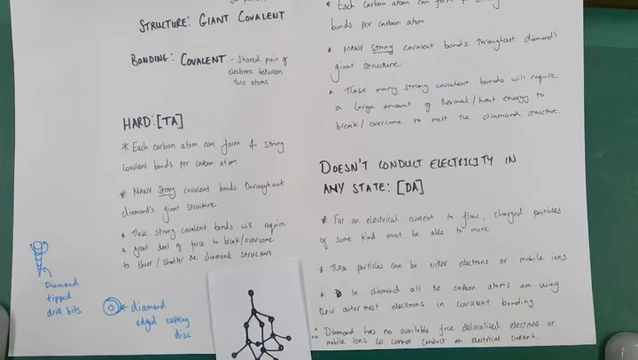 STRUCTURE: GIANT COVALENT
BONDING: COVALENT - Shared pair of
electrons between
two atoms
HARD: [TA]
* Each carbon atom can form 4 strong
covalent bonds per carbon atom
* MANY Strong covalent bonds throughout
diamond's giant structure
* These strong covalent bonds will require
a great deal of force to break/overcome
to shatter the diamond structure
Diamond
tipped
drill bits
diamond
edged cutting
disc
* Each carbon atom can form 4 strong
bonds per carbon atom
* MANY Strong covalent bonds throughout diamond's
giant structure
* These many strong covalent bonds will require
a large amount of thermal/heat energy to
break/overcome to melt the diamond structure.
DOESN'T CONDUCT ELECTRICITY IN
ANY STATE: [DA]
* For an electrical current to flow, charged particles
of some kind must be able to move
* These particles can be either electrons or mobile ions
* In diamond all the carbon atoms are using
their outermost electrons in covalent bonding
∴ Diamond has no available free delocalised electrons or
mobile ions so cannot conduct an electrical current.